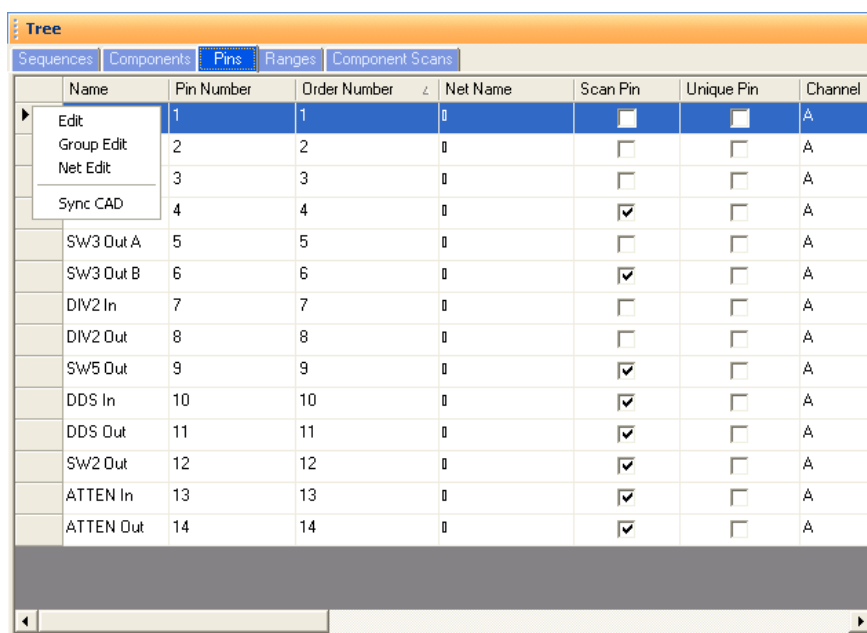 Tree
Sequences Components Pins Ranges Component Scans
Name Pin Number Order Number Net Name Scan Pin Unique Pin Channel
Edit 1 1 A
Group Edit 2 2 A
Net Edit 3 3 A
Sync CAD 4 4 A
SW3 Out A 5 5 A
SW3 Out B 6 6 A
DIV2 In 7 7 A
DIV2 Out 8 8 A
SW5 Out 9 9 A
DDS In 10 10 A
DDS Out 11 11 A
SW2 Out 12 12 A
ATTEN In 13 13 A
ATTEN Out 14 14 A